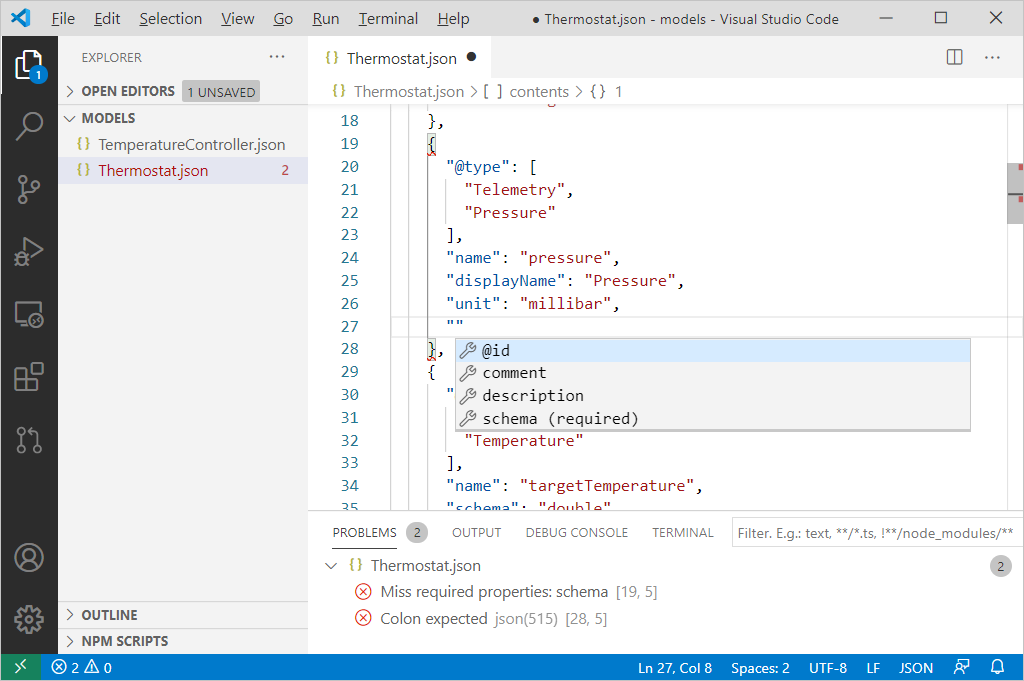 File Edit Selection View Go Run Terminal Help ● Thermostat.json - models - Visual Studio Code
EXPLORER ···
OPEN EDITORS 1 UNSAVED
MODELS
{} TemperatureController.json
{} Thermostat.json 2
OUTLINE
NPM SCRIPTS
1
{} Thermostat.json ●
{} Thermostat.json > [ ] contents > {} 1
18 },
19 {
20 "@type": [
21 "Telemetry",
22 "Pressure"
23 ],
24 "name": "pressure",
25 "displayName": "Pressure",
26 "unit": "millibar",
27 ""
28 },
29 {
30 "
31
32 "Temperature"
33 ],
34 "name": "targetTemperature",
35 "schema": "double"
@id
comment
description
schema (required)
PROBLEMS 2 OUTPUT DEBUG CONSOLE TERMINAL Filter. E.g.: text, **/*.ts, !**/node_modules/**
{} Thermostat.json 2
Miss required properties: schema [19, 5]
Colon expected json(515) [28, 5]
2 0 Ln 27, Col 8 Spaces: 2 UTF-8 LF JSON